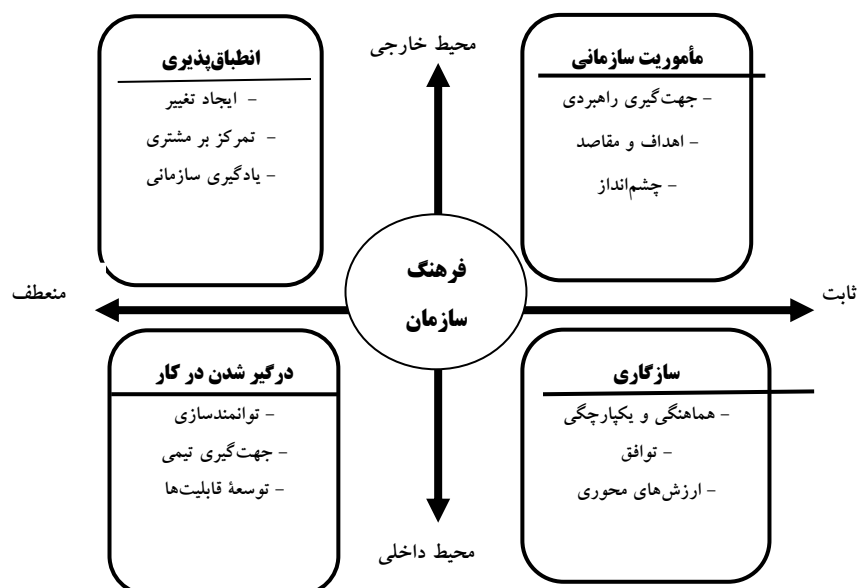 محیط خارجی
مأموریت سازمانی
- جهت‌گیری راهبردی
- اهداف و مقاصد
- چشم‌انداز
انطباق‌پذیری
- ایجاد تغییر
- تمرکز بر مشتری
- یادگیری سازمانی
ثابت
فرهنگ
سازمان
منعطف
سازگاری
- هماهنگی و یکپارچگی
- توافق
- ارزش‌های محوری
درگیر شدن در کار
- توانمندسازی
- جهت‌گیری تیمی
- توسعهٔ قابلیت‌ها
محیط داخلی